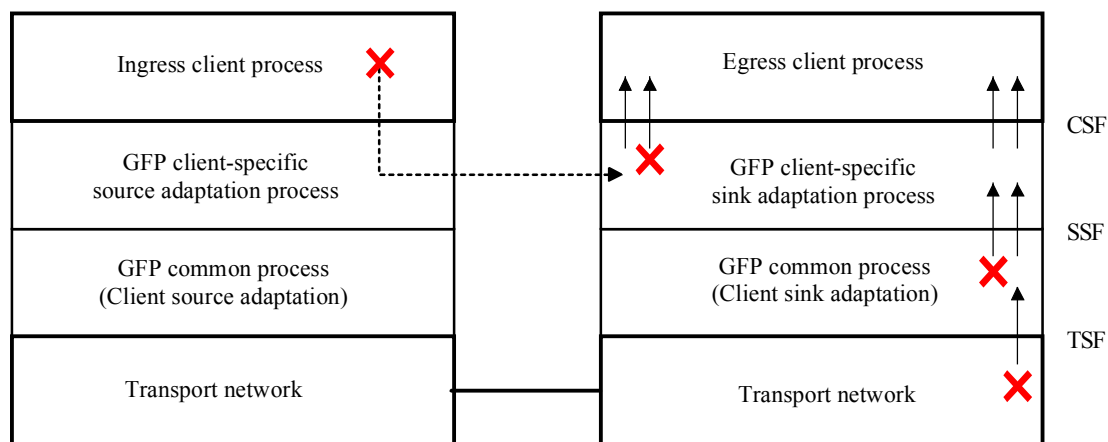 Ingress client process
GFP client-specific
source adaptation process
GFP common process
(Client source adaptation)
Transport network
Egress client process
GFP client-specific
sink adaptation process
GFP common process
(Client sink adaptation)
Transport network
CSF
SSF
TSF